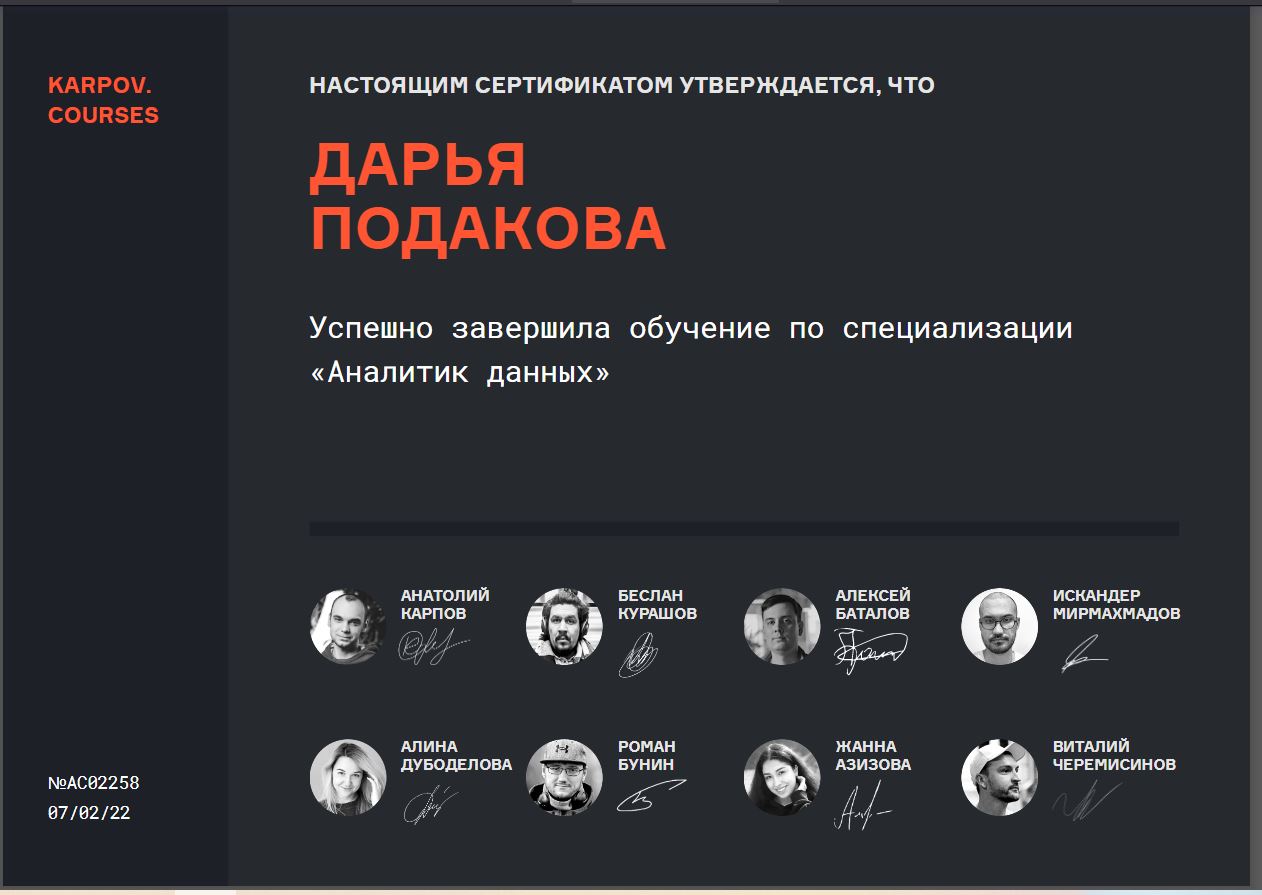 KARPOV.
COURSES
НАСТОЯЩИМ СЕРТИФИКАТОМ УТВЕРЖДАЕТСЯ, ЧТО
ДАРЬЯ
ПОДАКОВА
Успешно завершила обучение по специализации
«Аналитик данных»
АНАТОЛИЙ
КАРПОВ
БЕСЛАН
КУРАШОВ
АЛЕКСЕЙ
БАТАЛОВ
ИСКАНДЕР
МИРМАХМАДОВ
АЛИНА
ДУБОДЕЛОВА
РОМАН
БУНИН
ЖАННА
АЗИЗОВА
ВИТАЛИЙ
ЧЕРЕМИСИНОВ
№AC02258
07/02/22